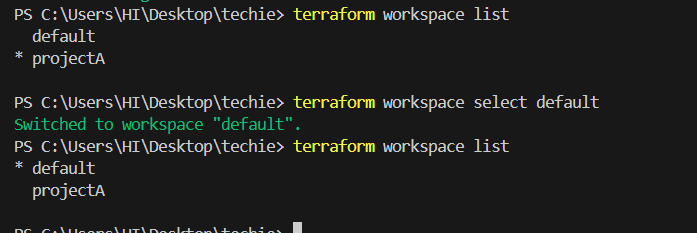 PS C:\Users\HI\Desktop\techie> terraform workspace list
  default
* projectA
PS C:\Users\HI\Desktop\techie> terraform workspace select default
Switched to workspace "default".
PS C:\Users\HI\Desktop\techie> terraform workspace list
* default
  projectA
PS C:\Users\HI\Desktop\techie>